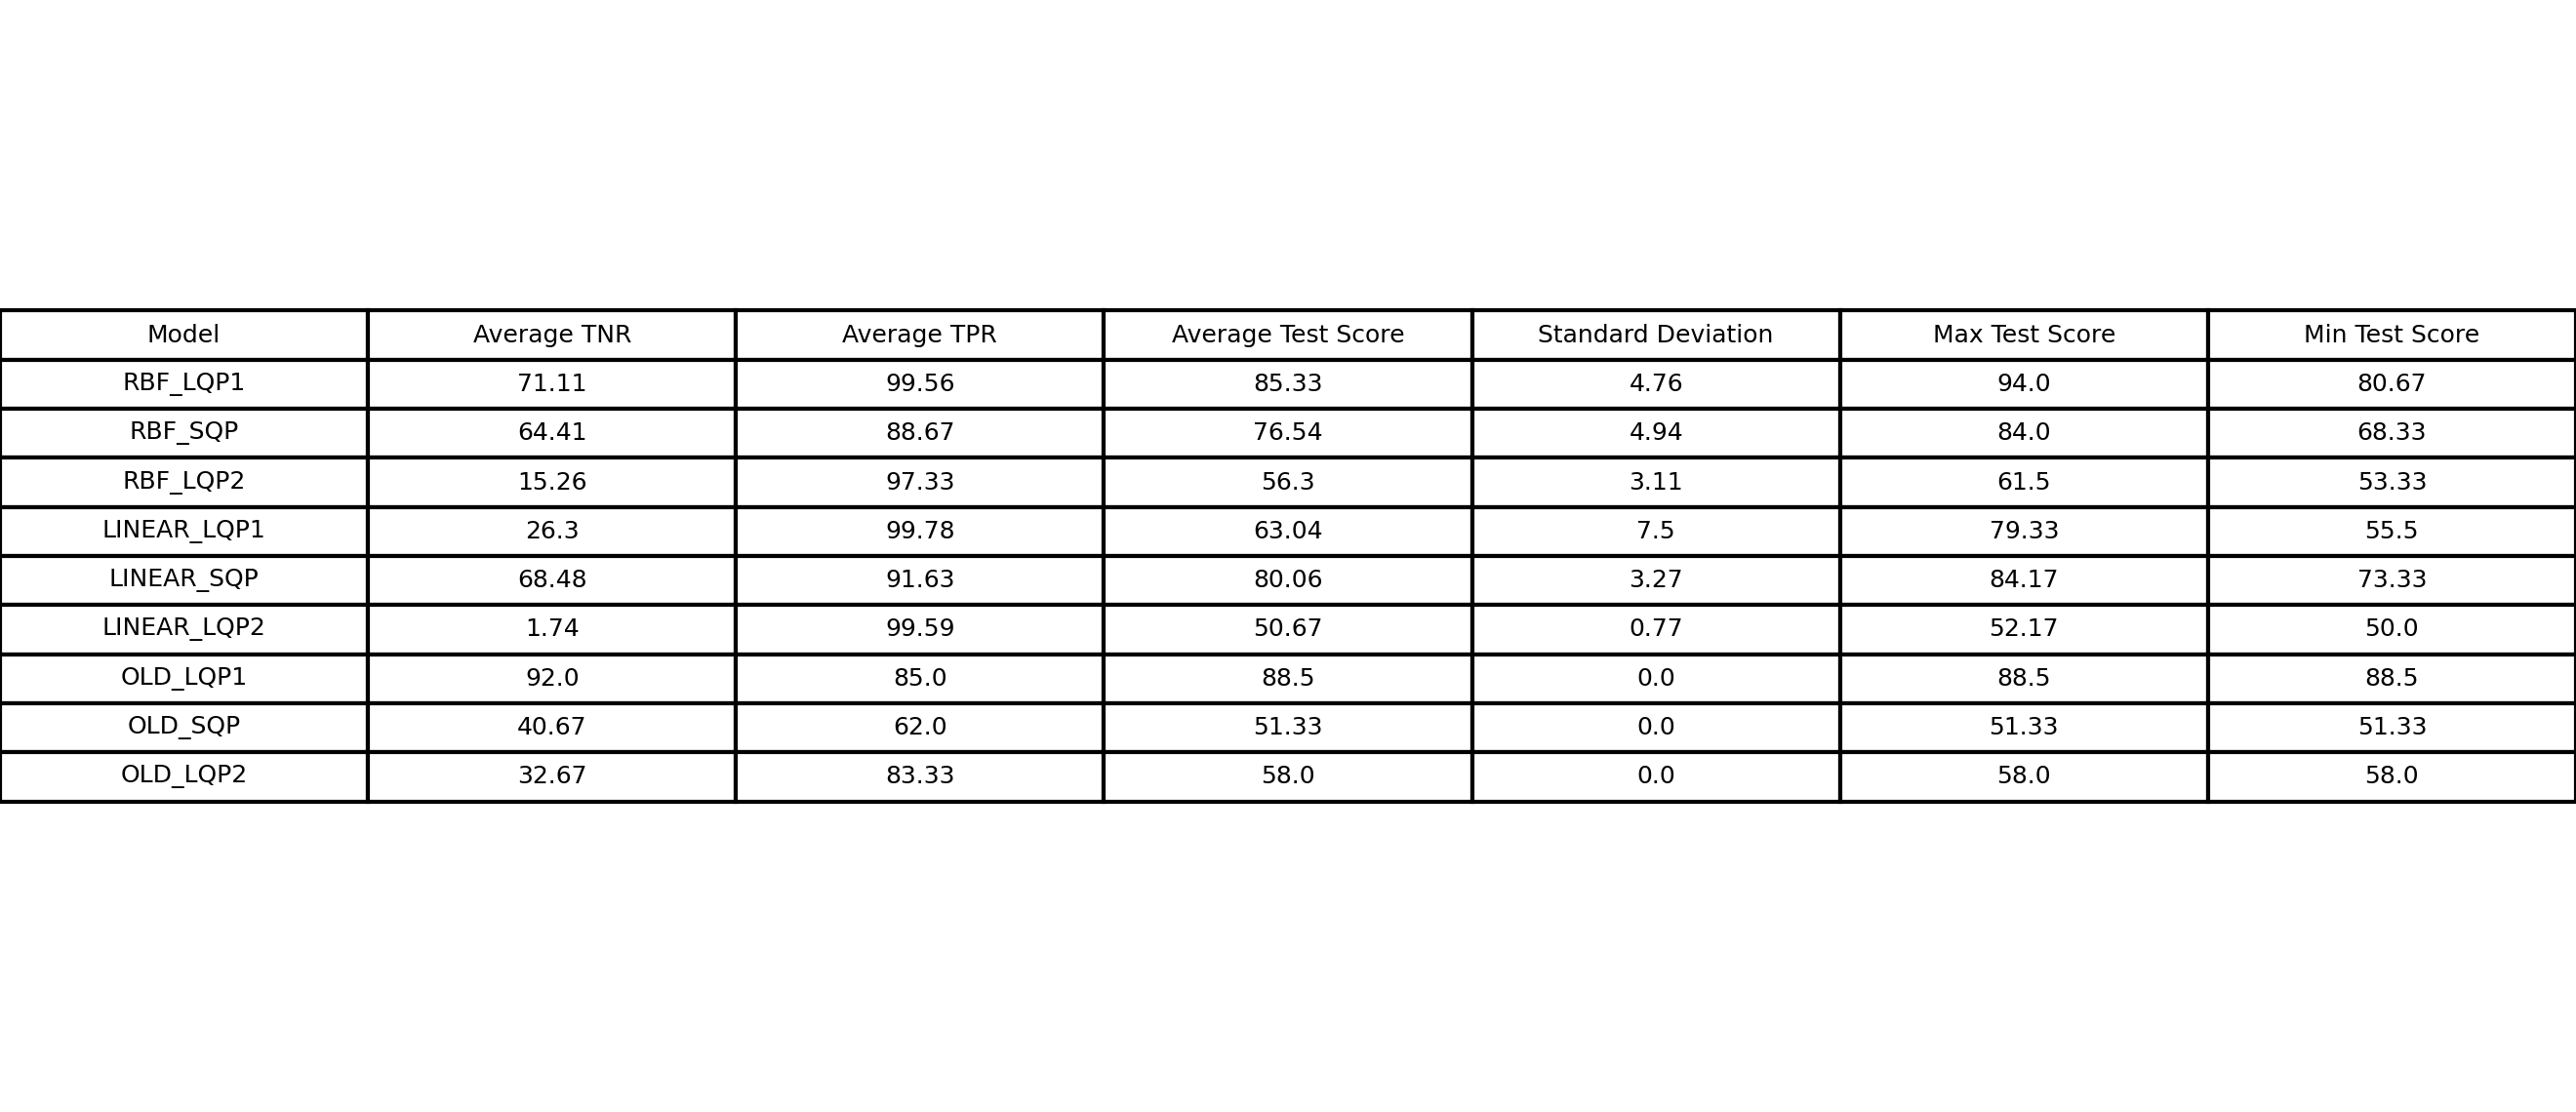 Model Average TNR Average TPR Average Test Score Standard Deviation Max Test Score Min Test Score
RBF_LQP1 71.11 99.56 85.33 4.76 94.0 80.67
RBF_SQP 64.41 88.67 76.54 4.94 84.0 68.33
RBF_LQP2 15.26 97.33 56.3 3.11 61.5 53.33
LINEAR_LQP1 26.3 99.78 63.04 7.5 79.33 55.5
LINEAR_SQP 68.48 91.63 80.06 3.27 84.17 73.33
LINEAR_LQP2 1.74 99.59 50.67 0.77 52.17 50.0
OLD_LQP1 92.0 85.0 88.5 0.0 88.5 88.5
OLD_SQP 40.67 62.0 51.33 0.0 51.33 51.33
OLD_LQP2 32.67 83.33 58.0 0.0 58.0 58.0